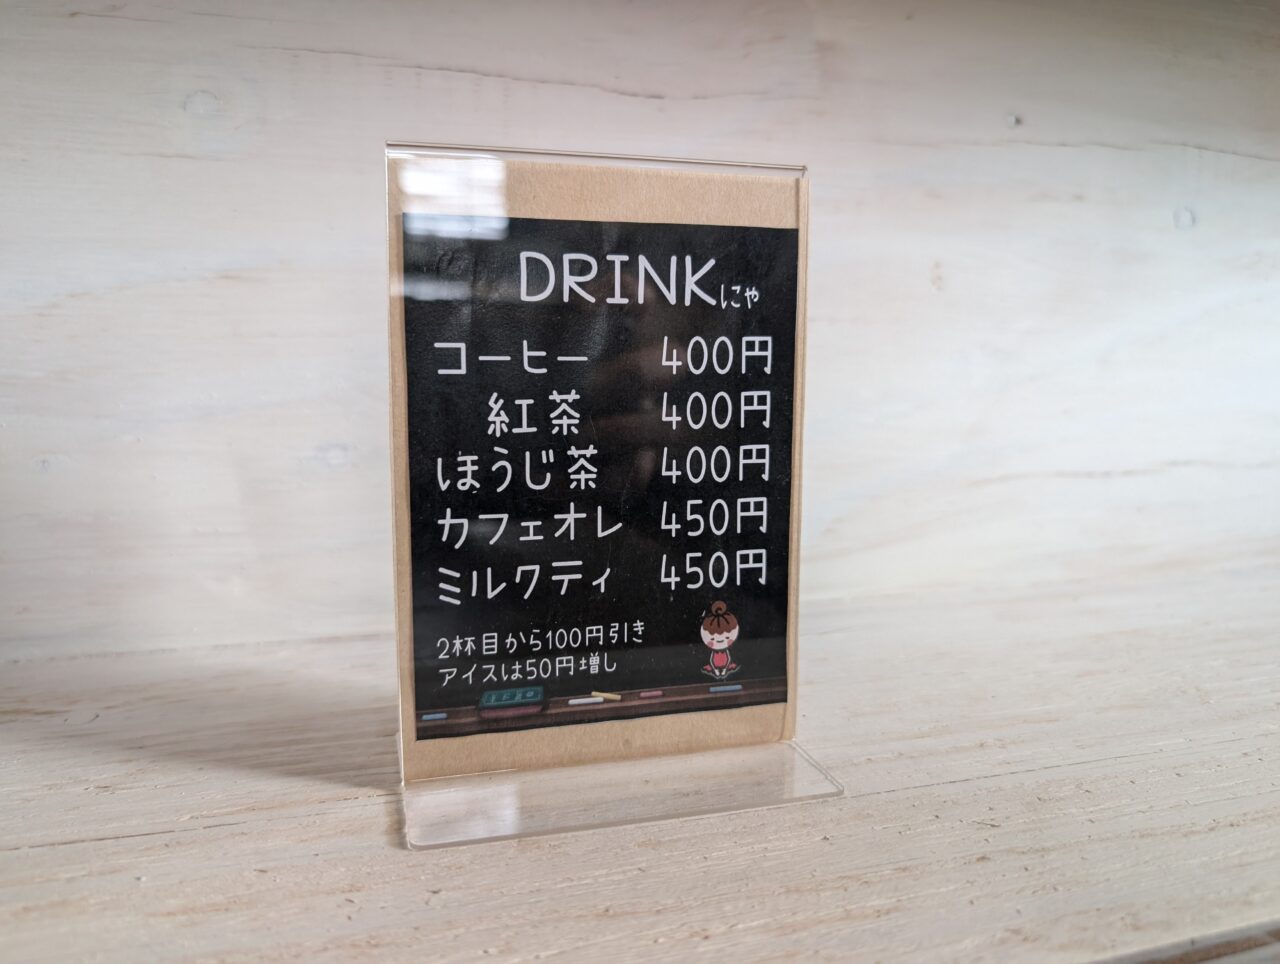 DRINKにや
コーヒー 400円
紅茶 400円
ほうじ茶 400円
カフェオレ 450円
ミルクティ 450円
2杯目から100円引き
アイスは50円増し